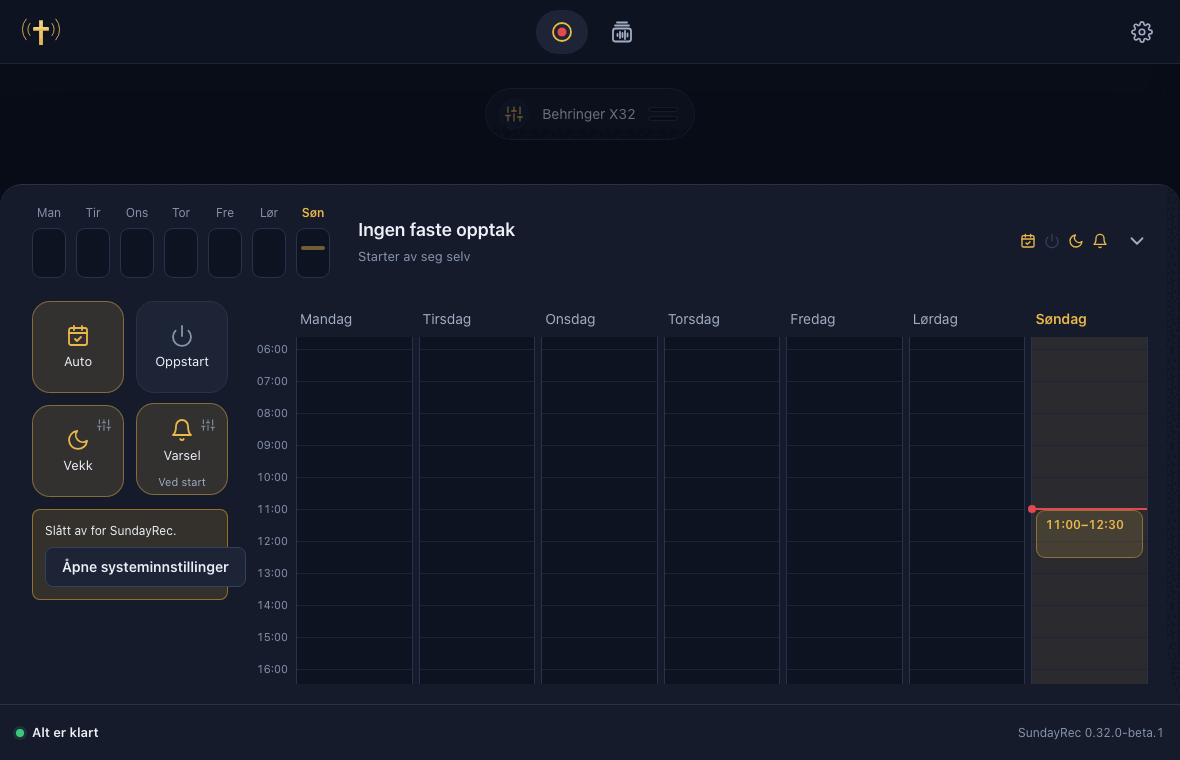 Behringer X32
Man Tir Ons Tor Fre Lør Søn
Ingen faste opptak
Starter av seg selv
Auto
Oppstart
Vekk
Varsel
Ved start
Slått av for SundayRec.
Åpne systeminnstillinger
Mandag Tirsdag Onsdag Torsdag Fredag Lørdag Søndag
06:00
07:00
08:00
09:00
10:00
11:00
11:00–12:30
12:00
13:00
14:00
15:00
16:00
Alt er klart
SundayRec 0.32.0-beta.1